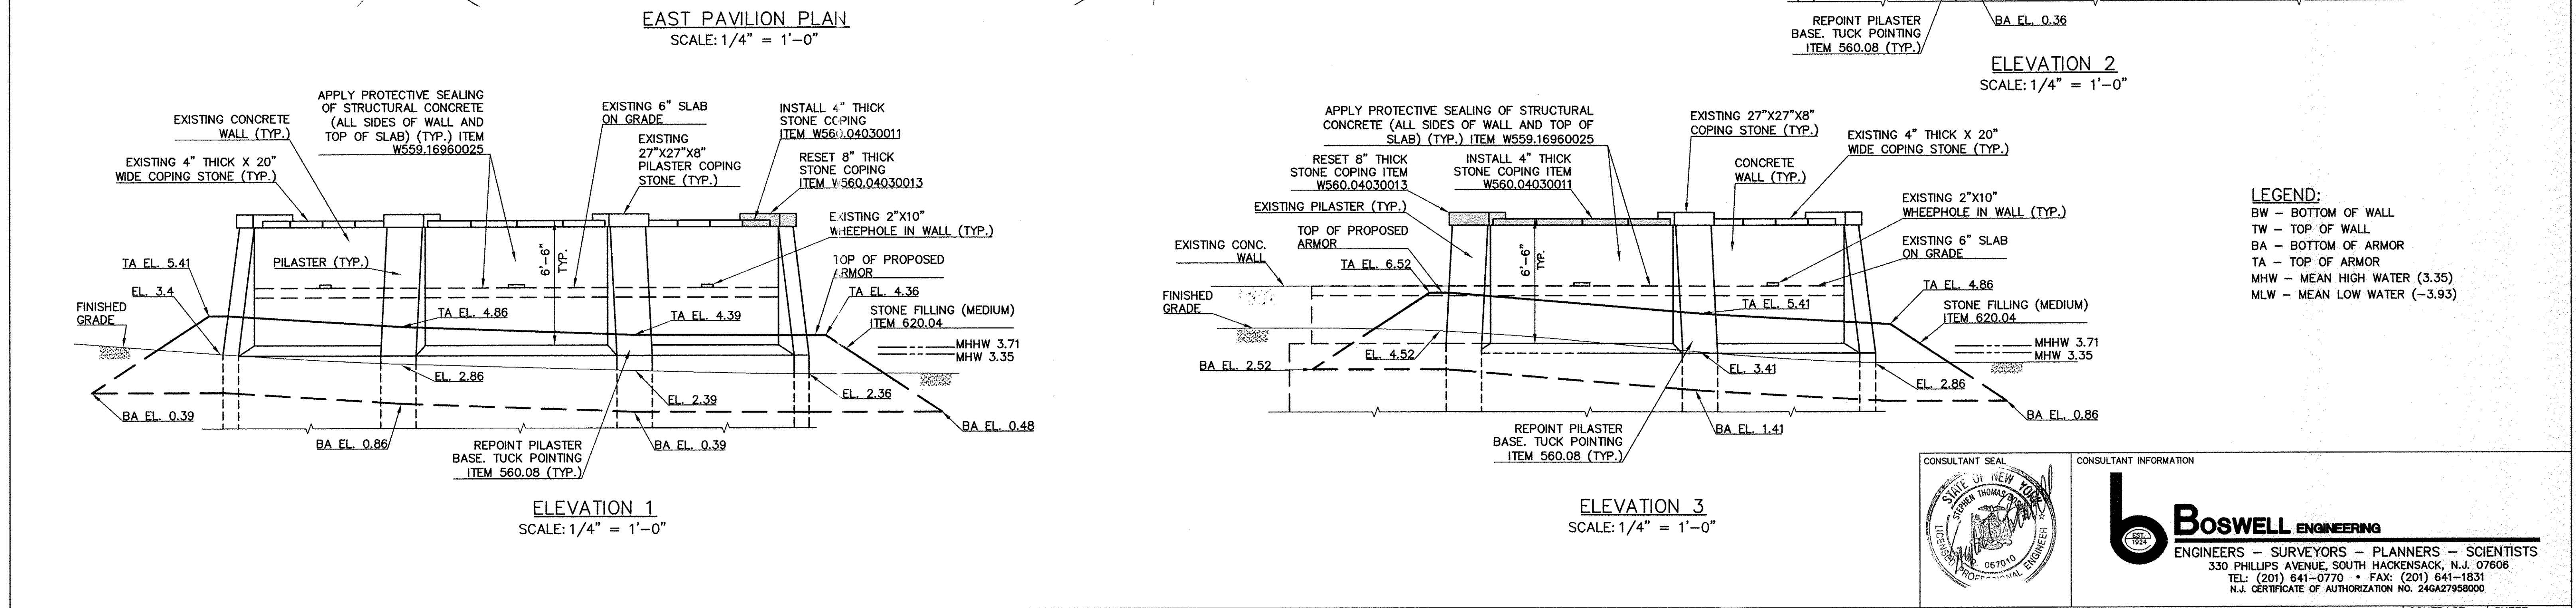 EAST PAVILION PLAN
SCALE: 1/4" = 1'-0"
REPOINT PILASTER
BASE. TUCK POINTING
ITEM 560.08 (TYP.)
BA EL. 0.36
ELEVATION 2
SCALE: 1/4" = 1'-0"
EXISTING CONCRETE
WALL (TYP.)
APPLY PROTECTIVE SEALING
OF STRUCTURAL CONCRETE
(ALL SIDES OF WALL AND
TOP OF SLAB) (TYP.) ITEM
W559.16960025
EXISTING 6" SLAB
ON GRADE
EXISTING
27"X27"X8"
PILASTER COPING
STONE (TYP.)
INSTALL 4" THICK
STONE COPING
ITEM W560.04030011
RESET 8" THICK
STONE COPING
ITEM W560.04030013
EXISTING 4" THICK X 20"
WIDE COPING STONE (TYP.)
EXISTING 2"X10"
WHEEPHOLE IN WALL (TYP.)
TA EL. 5.41
EL. 3.4
FINISHED
GRADE
PILASTER (TYP.)
6'-6"
TYP.
TOP OF PROPOSED
ARMOR
TA EL. 4.36
STONE FILLING (MEDIUM)
ITEM 620.04
TA EL. 4.86
TA EL. 4.39
MHHW 3.71
MHW 3.35
EL. 2.86
EL. 2.39
EL. 2.36
BA EL. 0.39
BA EL. 0.86
BA EL. 0.39
BA EL. 0.48
REPOINT PILASTER
BASE. TUCK POINTING
ITEM 560.08 (TYP.)
ELEVATION 1
SCALE: 1/4" = 1'-0"
APPLY PROTECTIVE SEALING OF STRUCTURAL
CONCRETE (ALL SIDES OF WALL AND TOP OF
SLAB) (TYP.) ITEM W559.16960025
EXISTING 27"X27"X8"
COPING STONE (TYP.)
EXISTING 4" THICK X 20"
WIDE COPING STONE (TYP.)
RESET 8" THICK
STONE COPING ITEM
W560.04030013
INSTALL 4" THICK
STONE COPING ITEM
W560.04030011
CONCRETE
WALL (TYP.)
EXISTING PILASTER (TYP.)
EXISTING 2"X10"
WHEEPHOLE IN WALL (TYP.)
TOP OF PROPOSED
ARMOR
EXISTING CONC.
WALL
TA EL. 6.52
6'-6"
TYP.
EXISTING 6" SLAB
ON GRADE
FINISHED
GRADE
TA EL. 5.41
TA EL. 4.86
STONE FILLING (MEDIUM)
ITEM 620.04
MHHW 3.71
MHW 3.35
BA EL. 2.52
EL. 4.52
EL. 3.41
EL. 2.86
BA EL. 1.41
BA EL. 0.86
REPOINT PILASTER
BASE. TUCK POINTING
ITEM 560.08 (TYP.)
ELEVATION 3
SCALE: 1/4" = 1'-0"
LEGEND:
BW - BOTTOM OF WALL
TW - TOP OF WALL
BA - BOTTOM OF ARMOR
TA - TOP OF ARMOR
MHW - MEAN HIGH WATER (3.35)
MLW - MEAN LOW WATER (-3.93)
CONSULTANT SEAL
STATE OF NEW YORK
STEPHEN THOMAS
067010
LICENSED PROFESSIONAL ENGINEER
CONSULTANT INFORMATION
b
EST.
1924
BOSWELL ENGINEERING
ENGINEERS - SURVEYORS - PLANNERS - SCIENTISTS
330 PHILLIPS AVENUE, SOUTH HACKENSACK, N.J. 07606
TEL: (201) 641-0770 • FAX: (201) 641-1831
N.J. CERTIFICATE OF AUTHORIZATION NO. 24GA27958000